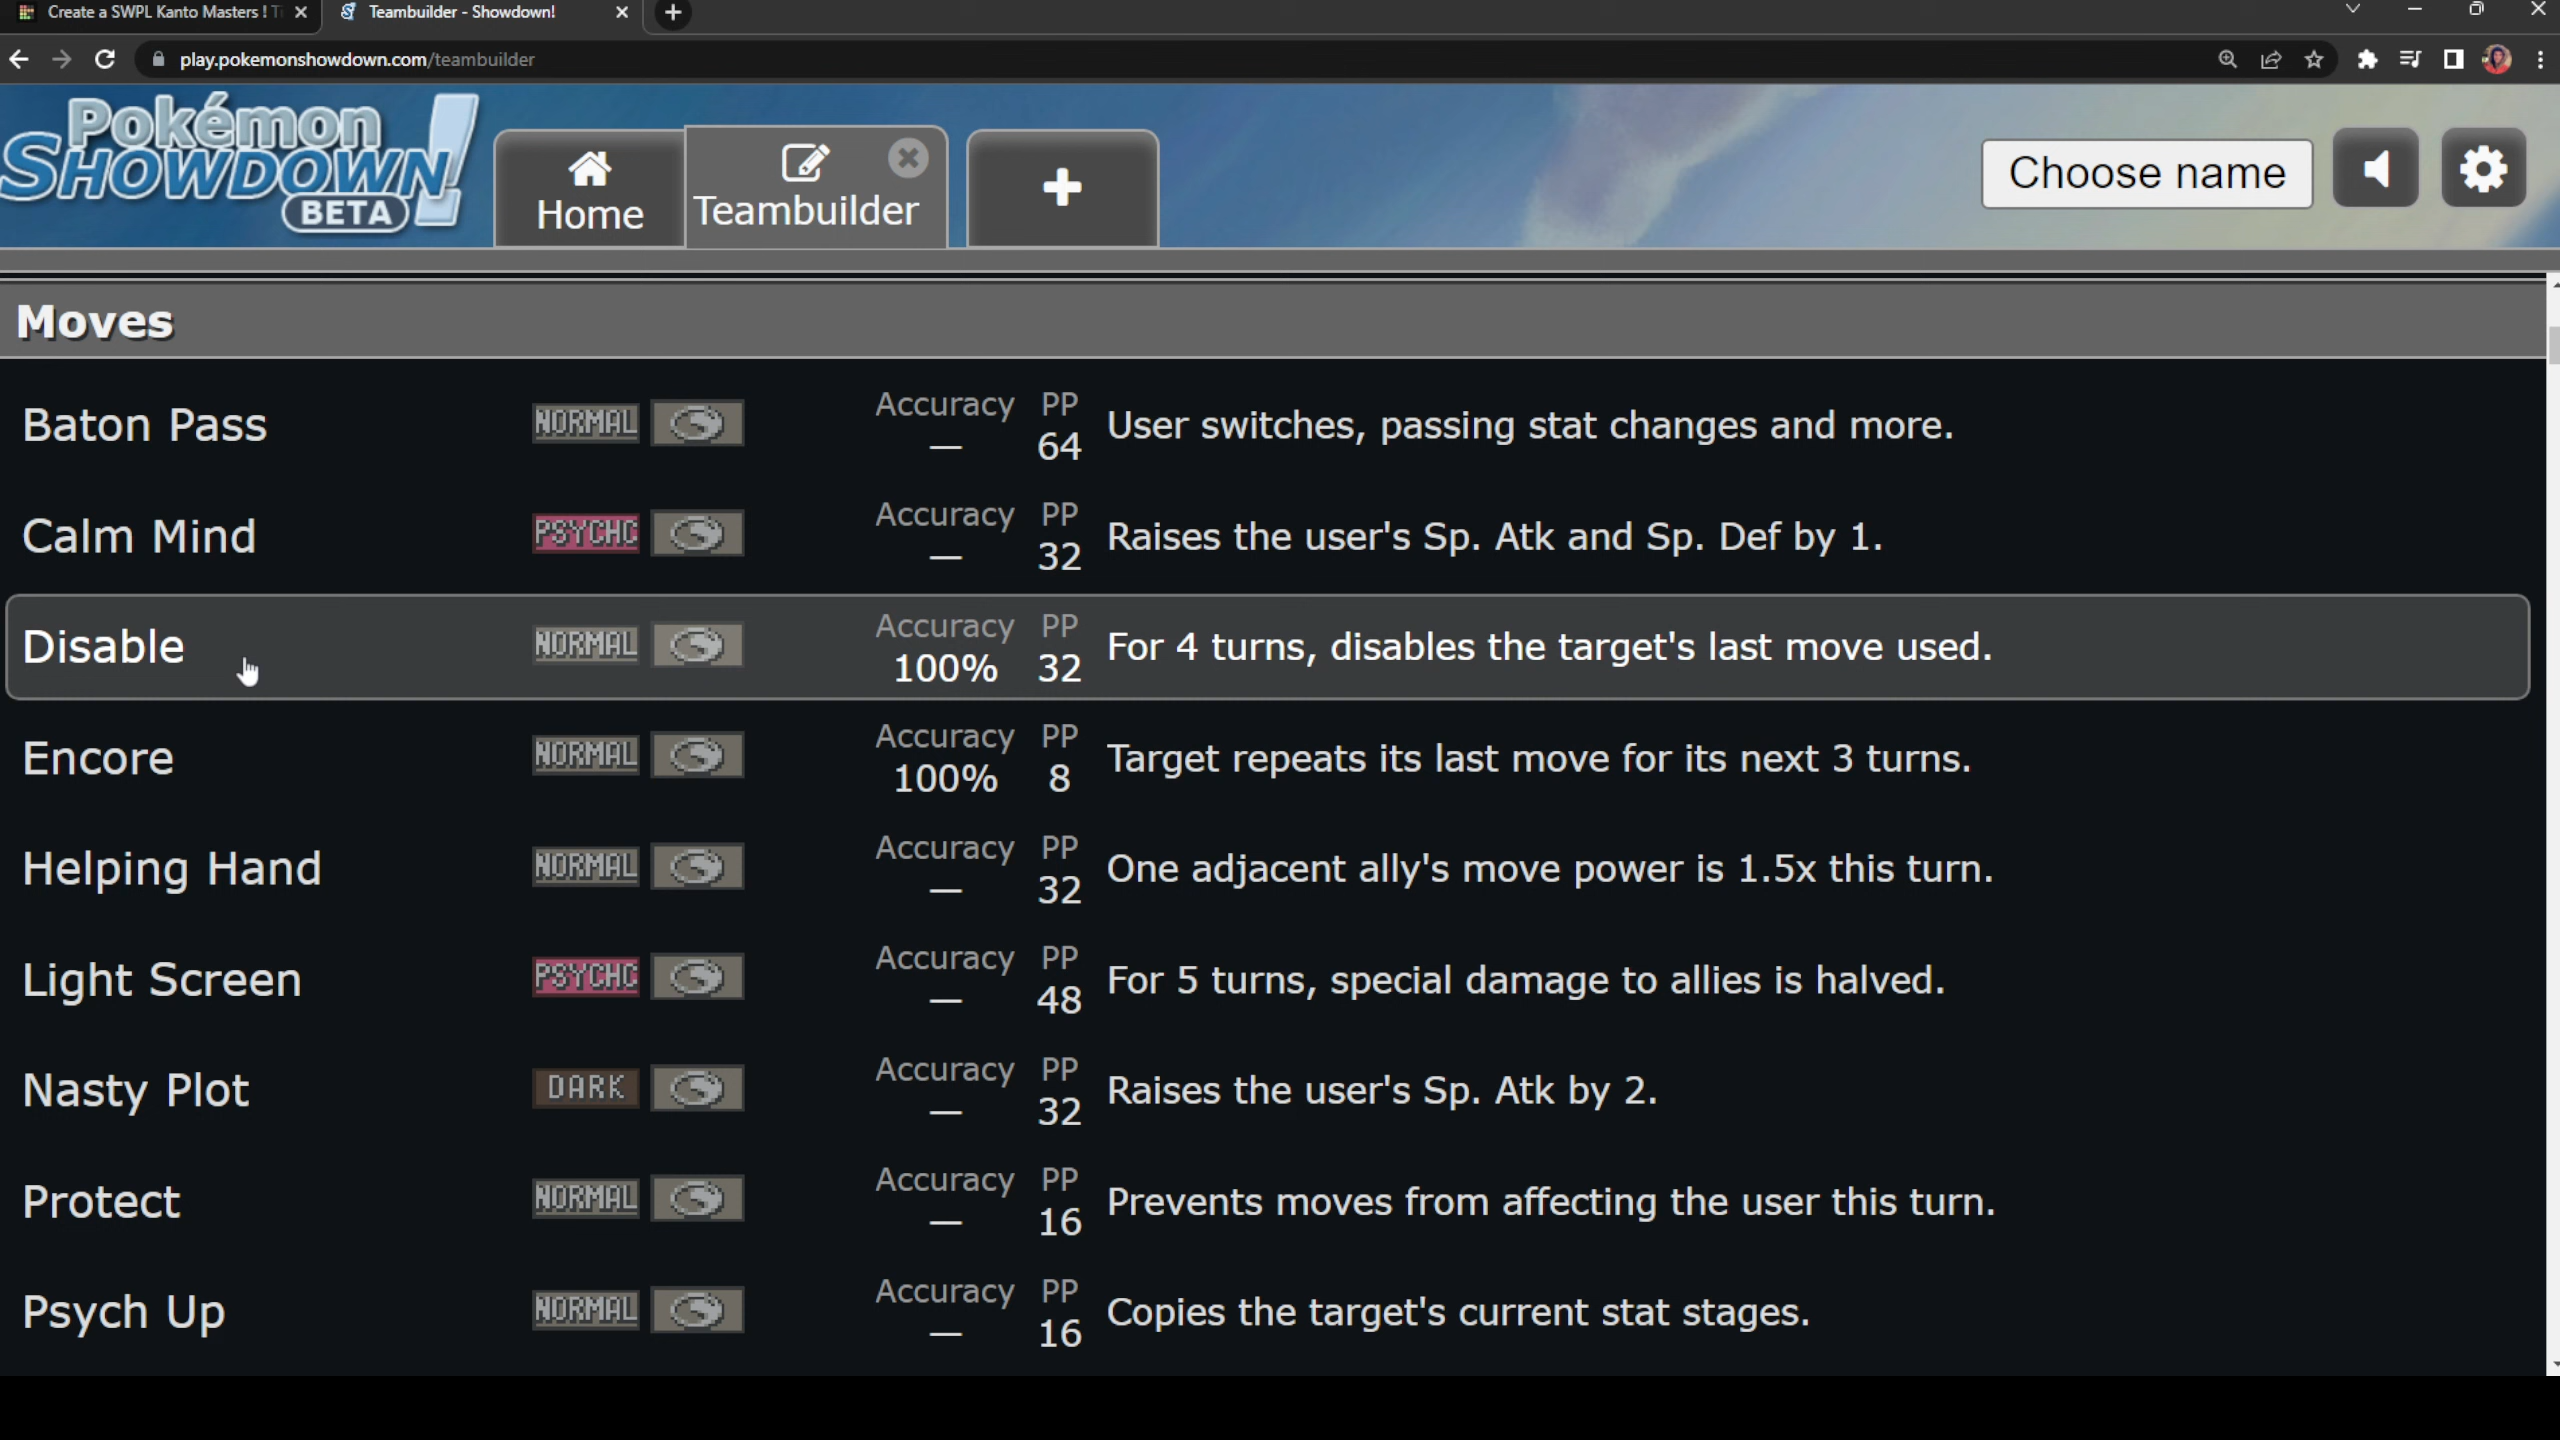 Create a SWPL Kanto Masters ! Ti
Teambuilder - Showdown!
play.pokemonshowdown.com/teambuilder
Pokémon
SHOWDOWN!
BETA
Home
Teambuilder
Choose name
Moves
Baton Pass NORMAL Accuracy — PP 64 User switches, passing stat changes and more.
Calm Mind PSYCHC Accuracy — PP 32 Raises the user's Sp. Atk and Sp. Def by 1.
Disable NORMAL Accuracy 100% PP 32 For 4 turns, disables the target's last move used.
Encore NORMAL Accuracy 100% PP 8 Target repeats its last move for its next 3 turns.
Helping Hand NORMAL Accuracy — PP 32 One adjacent ally's move power is 1.5x this turn.
Light Screen PSYCHC Accuracy — PP 48 For 5 turns, special damage to allies is halved.
Nasty Plot DARK Accuracy — PP 32 Raises the user's Sp. Atk by 2.
Protect NORMAL Accuracy — PP 16 Prevents moves from affecting the user this turn.
Psych Up NORMAL Accuracy — PP 16 Copies the target's current stat stages.